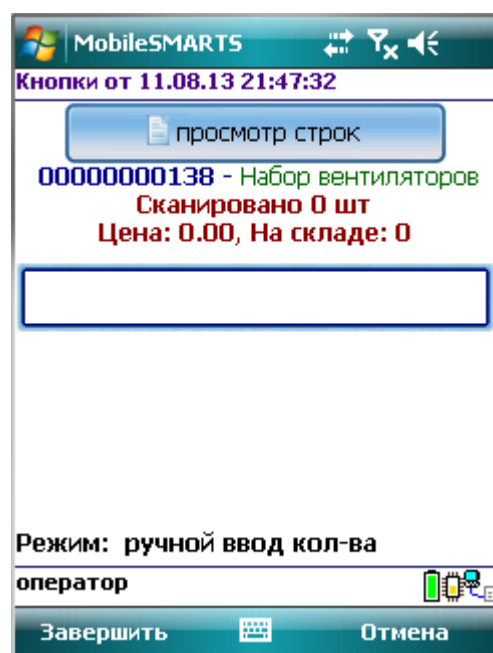 MobileSMARTS
Кнопки от 11.08.13 21:47:32
просмотр строк
00000000138 - Набор вентиляторов
Сканировано 0 шт
Цена: 0.00, На складе: 0
Режим: ручной ввод кол-ва
оператор
Завершить
Отмена